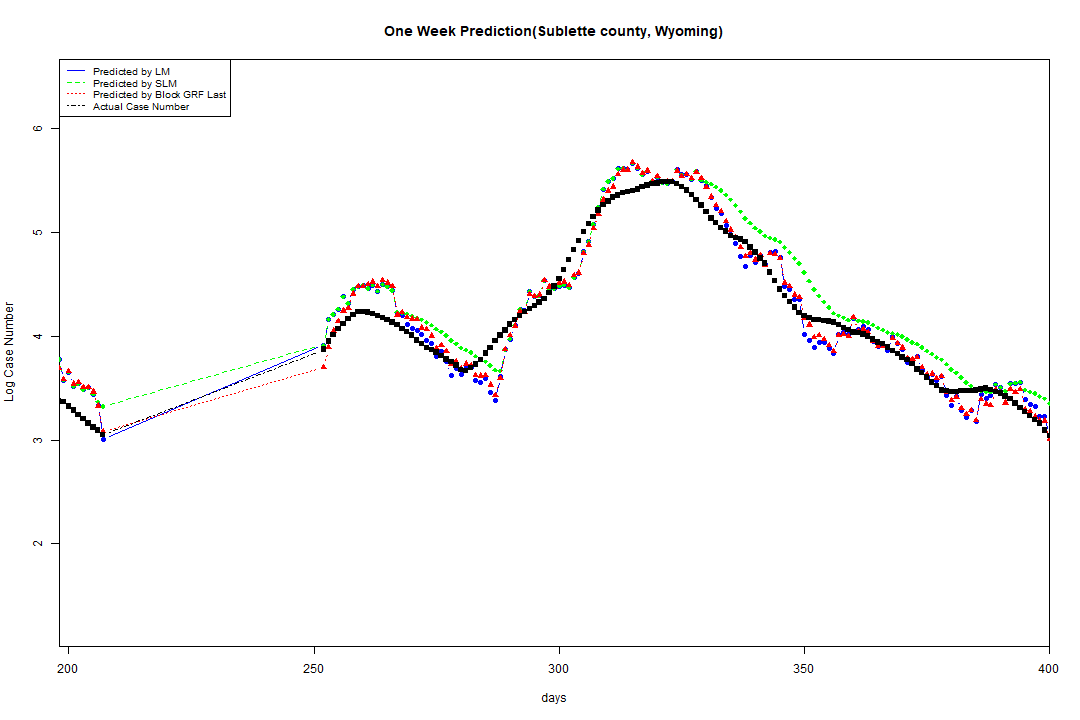 One Week Prediction(Sublette county, Wyoming)
Predicted by LM
Predicted by SLM
Predicted by Block GRF Last
Actual Case Number
6
5
4
3
2
Log Case Number
200 250 300 350 400
days